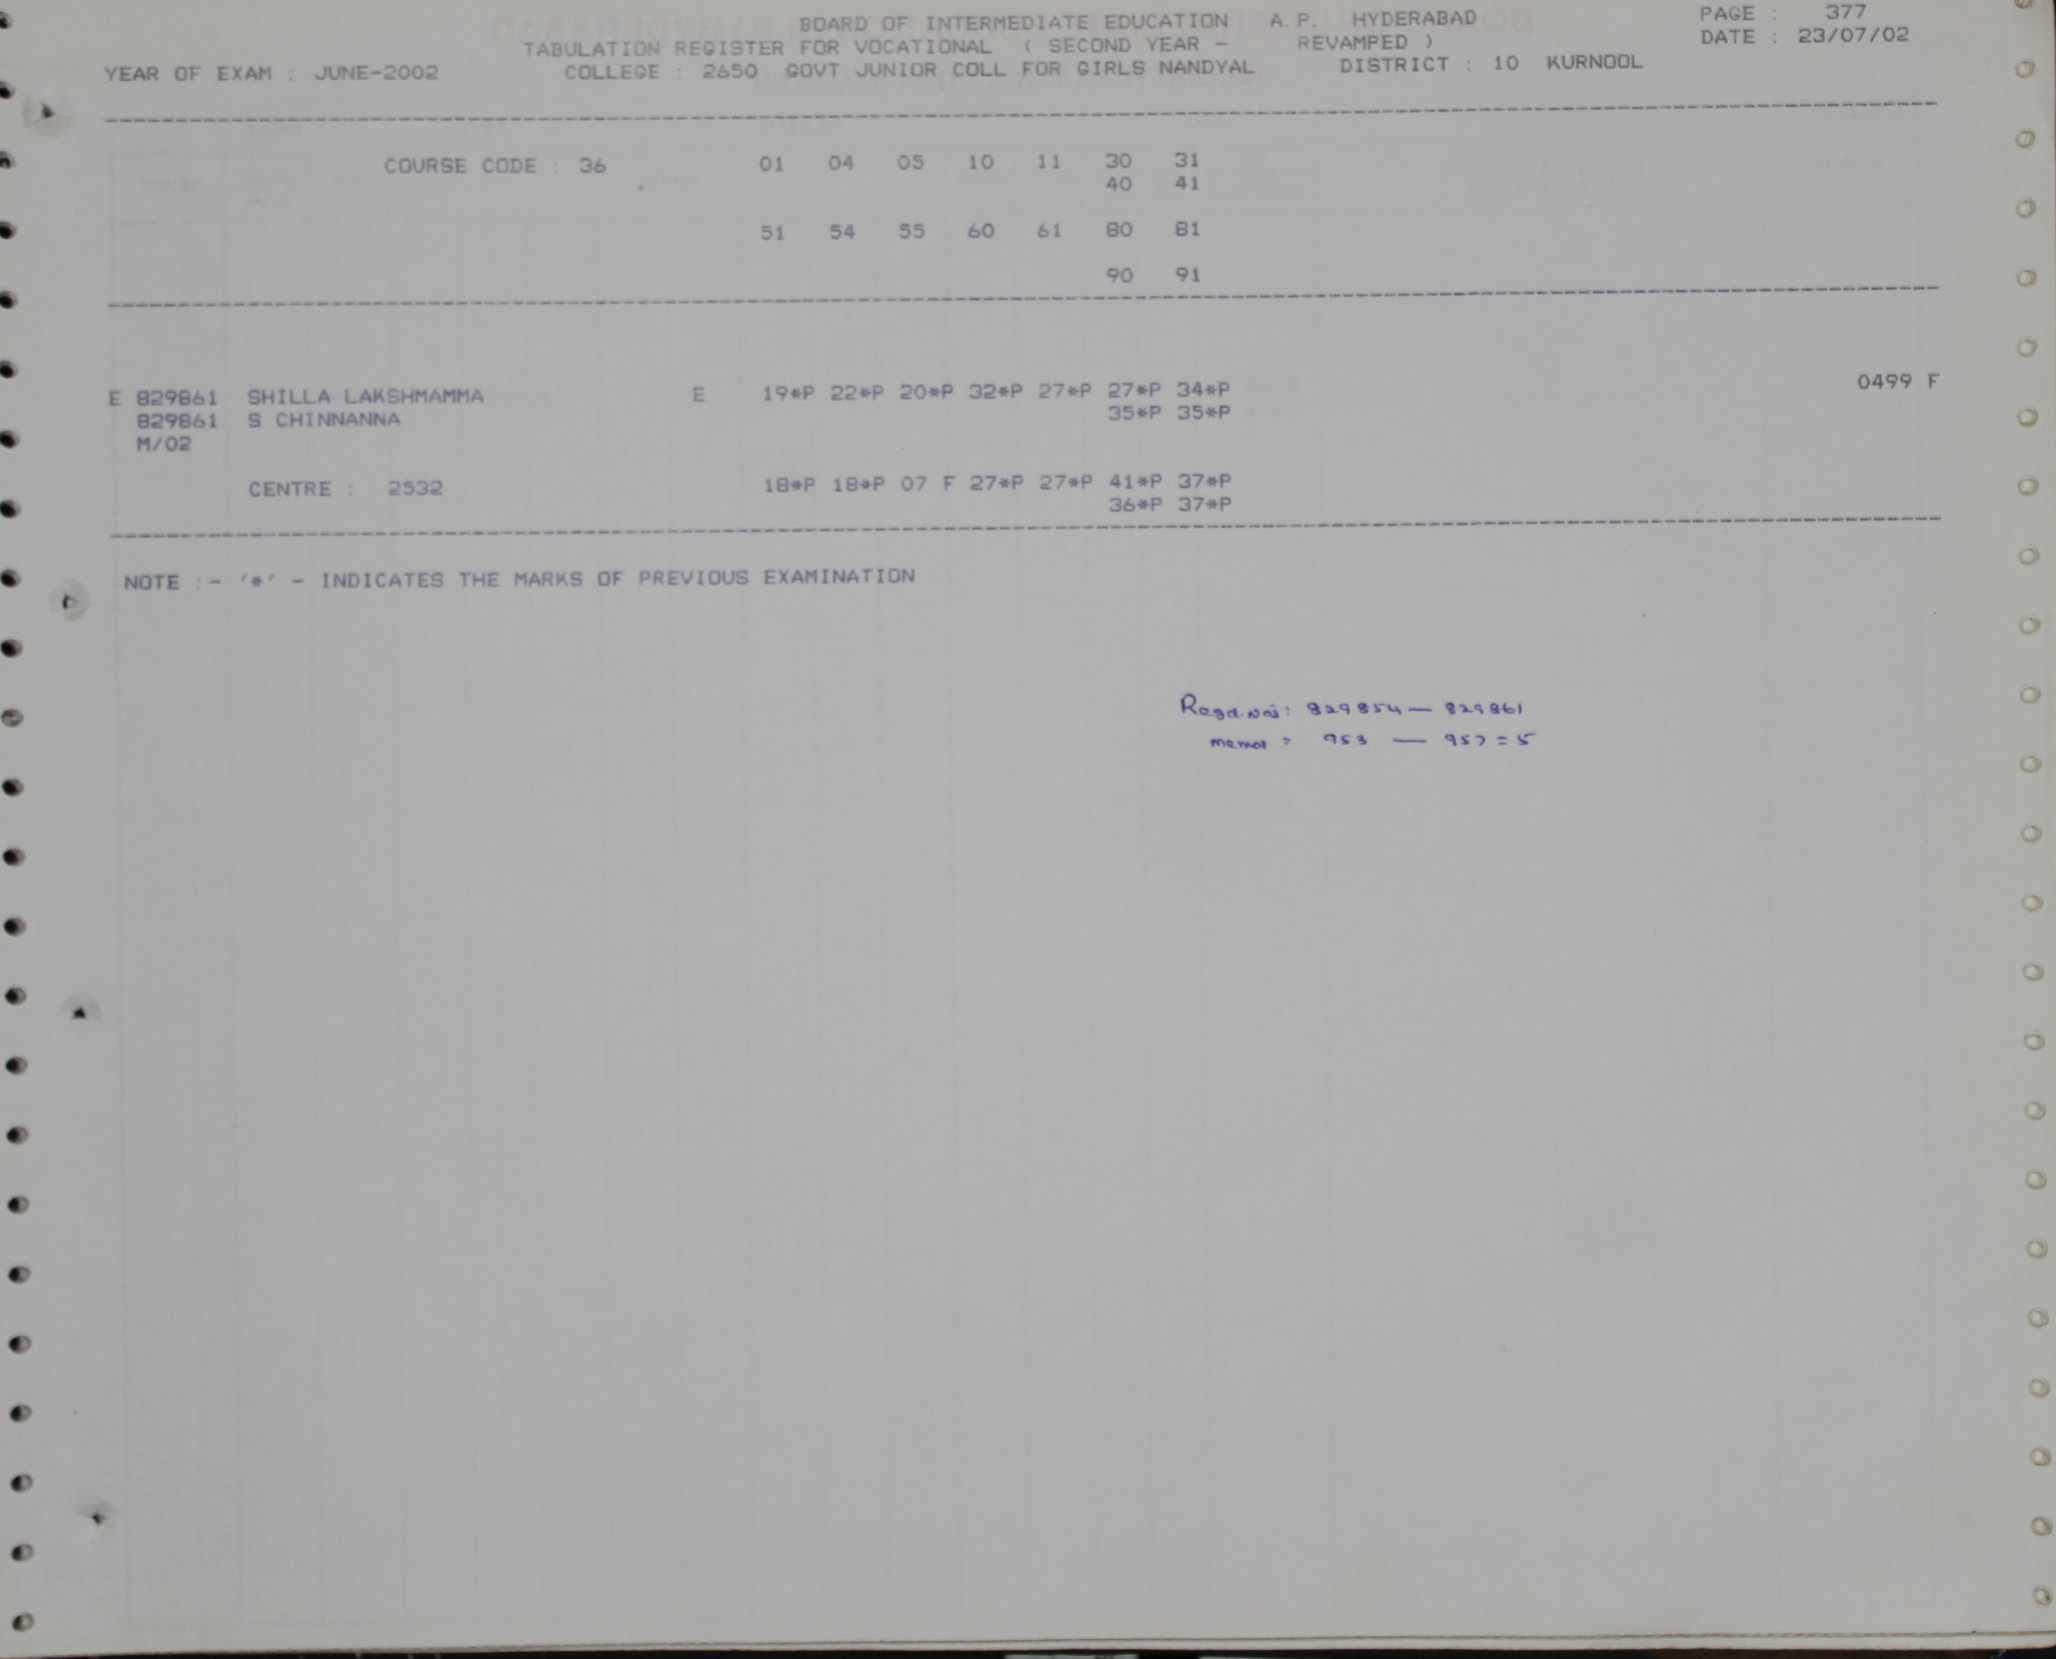 BOARD OF INTERMEDIATE EDUCATION A.P. HYDERABAD PAGE : 377
TABULATION REGISTER FOR VOCATIONAL ( SECOND YEAR - REVAMPED ) DATE : 23/07/02
YEAR OF EXAM : JUNE-2002 COLLEGE : 2650 GOVT JUNIOR COLL FOR GIRLS NANDYAL DISTRICT : 10 KURNOOL
COURSE CODE : 36 01 04 05 10 11 30 31
40 41
51 54 55 60 61 80 81
90 91
E 829861 SHILLA LAKSHMAMMA E 19*P 22*P 20*P 32*P 27*P 27*P 34*P 0499 F
829861 S CHINNANNA 35*P 35*P
M/02
CENTRE : 2532 18*P 18*P 07 F 27*P 27*P 41*P 37*P
36*P 37*P
NOTE :- '*' - INDICATES THE MARKS OF PREVIOUS EXAMINATION
Regd.Nos: 829854 — 829861
memos = 953 — 957 = 5